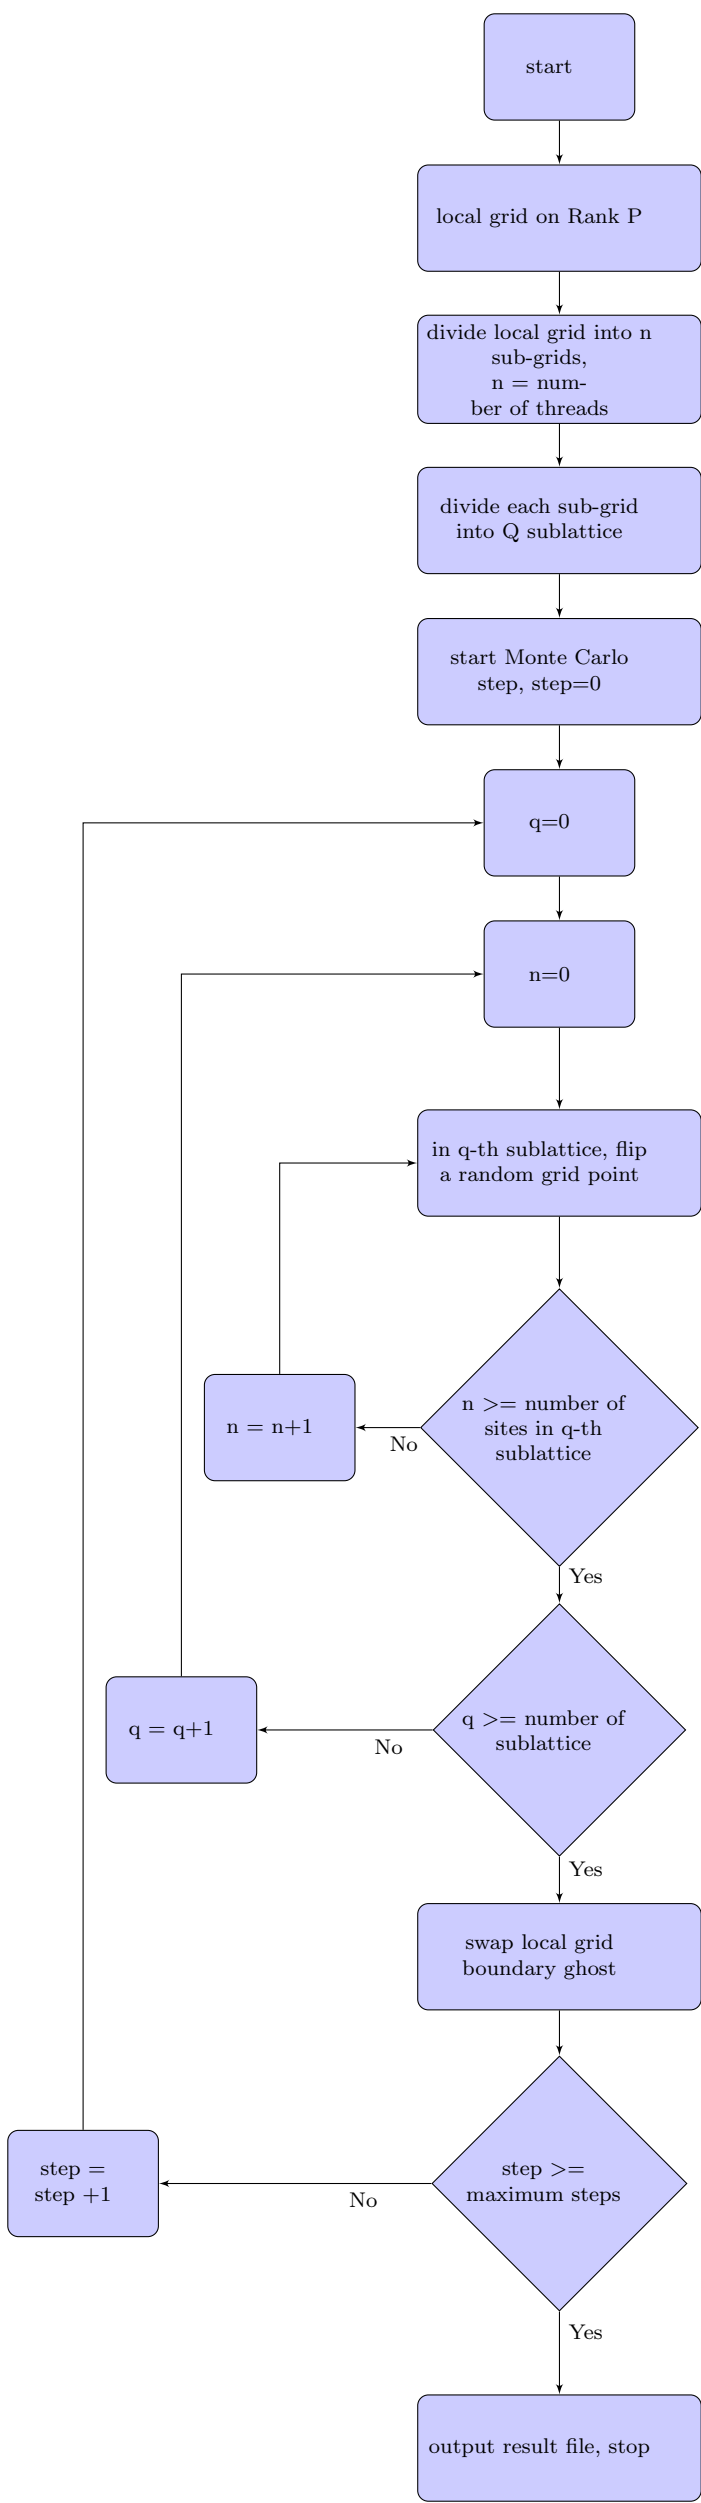 start
local grid on Rank P
divide local grid into n
sub-grids,
n = num-
ber of threads
divide each sub-grid
into Q sublattice
start Monte Carlo
step, step=0
q=0
n=0
in q-th sublattice, flip
a random grid point
n >= number of
sites in q-th
sublattice
n = n+1
No
Yes
q >= number of
sublattice
q = q+1
No
Yes
swap local grid
boundary ghost
step >=
maximum steps
step =
step +1
No
Yes
output result file, stop